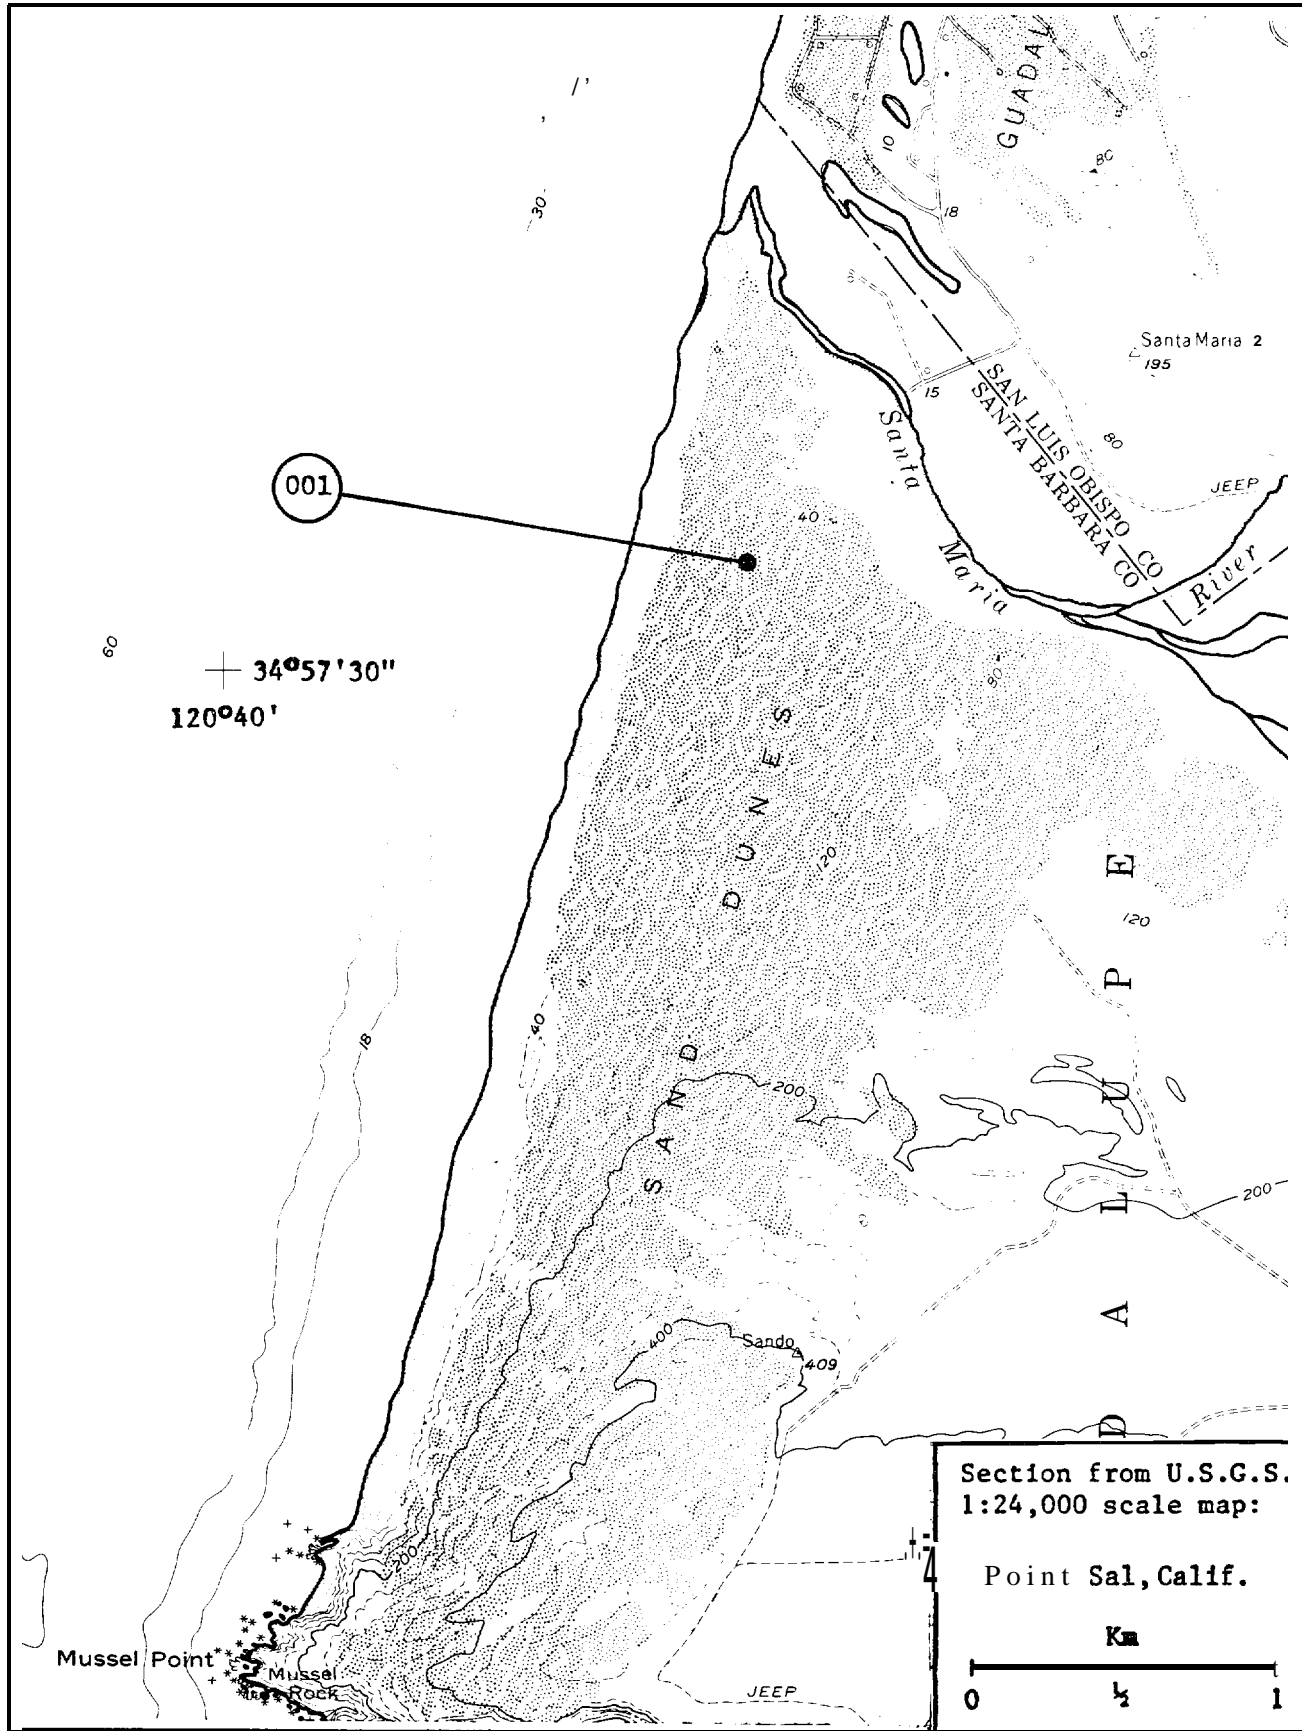 GUADAL
10
80
30
18
Santa Maria 2
195
15
SAN LUIS OBISPO CO
SANTA BARBARA CO
Santa
Maria
River
80
JEEP
001
40
60
34°57'30"
120°40'
80
SAND DUNES
120
DALUPE
120
40
18
200
200
400
Sando
409
200
Mussel Point
Mussel
Rock
JEEP
Section from U.S.G.S.
1:24,000 scale map:
Point Sal, Calif.
Km
0 ½ 1